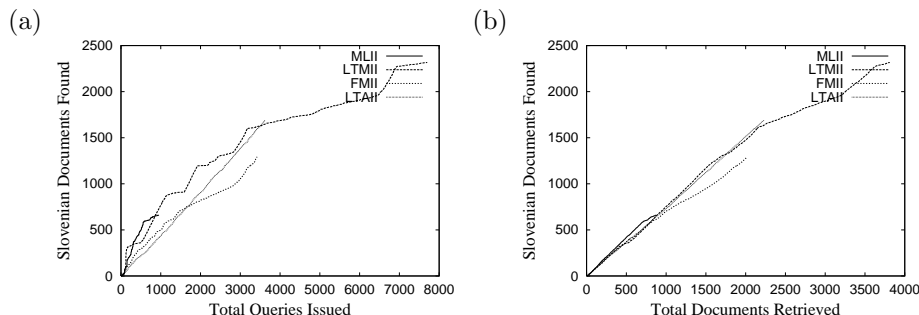 (a)
Slovenian Documents Found
2500
2000
1500
1000
500
0
MLII
LTMII
FMII
LTAII
0 1000 2000 3000 4000 5000 6000 7000 8000
Total Queries Issued
(b)
Slovenian Documents Found
2500
2000
1500
1000
500
0
MLII
LTMII
FMII
LTAII
0 500 1000 1500 2000 2500 3000 3500 4000
Total Documents Retrieved